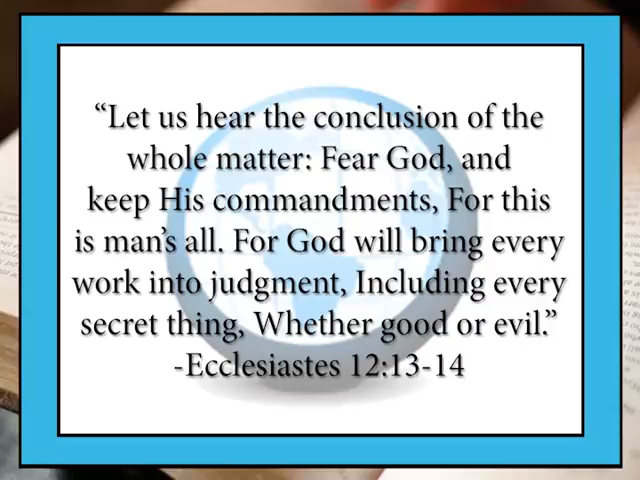 “Let us hear the conclusion of the
whole matter: Fear God, and
keep His commandments, For this
is man’s all. For God will bring every
work into judgment, Including every
secret thing, Whether good or evil.”
-Ecclesiastes 12:13-14